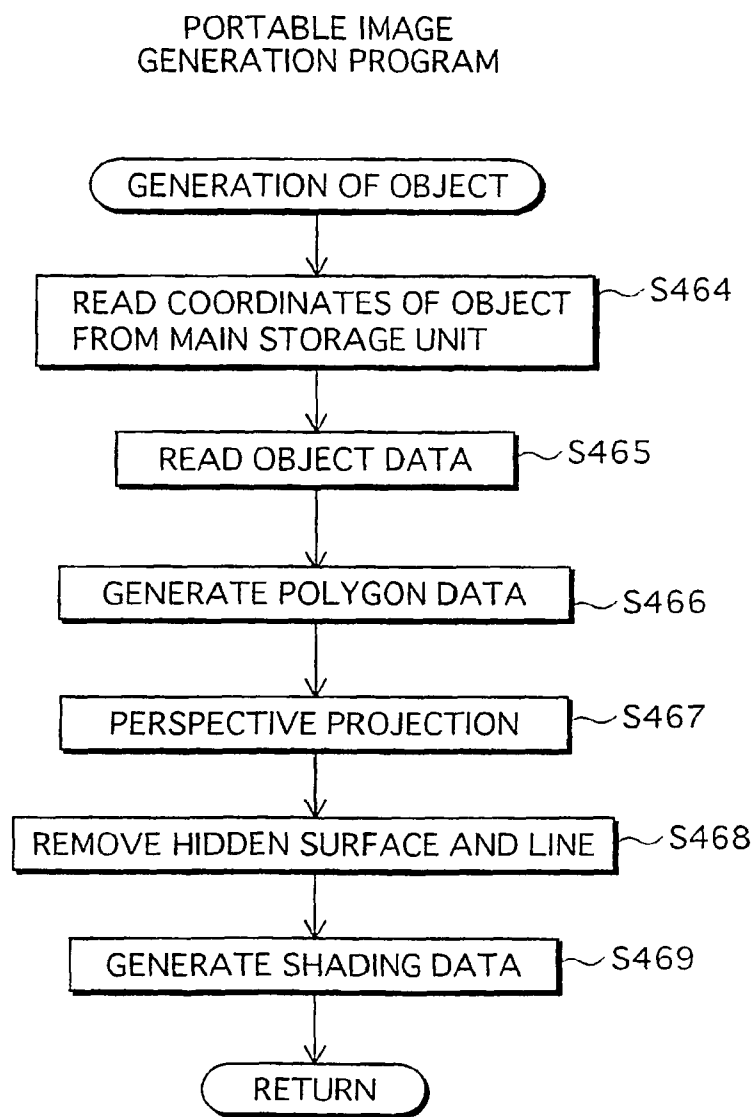 PORTABLE IMAGE
GENERATION PROGRAM
GENERATION OF OBJECT
READ COORDINATES OF OBJECT
FROM MAIN STORAGE UNIT
S464
READ OBJECT DATA
S465
GENERATE POLYGON DATA
S466
PERSPECTIVE PROJECTION
S467
REMOVE HIDDEN SURFACE AND LINE
S468
GENERATE SHADING DATA
S469
RETURN